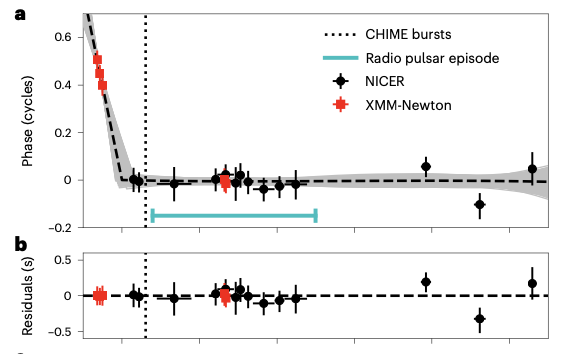 a
0.6
0.4
0.2
0
−0.2
Phase (cycles)
CHIME bursts
Radio pulsar episode
NICER
XMM-Newton
b
0.5
0
−0.5
Residuals (s)